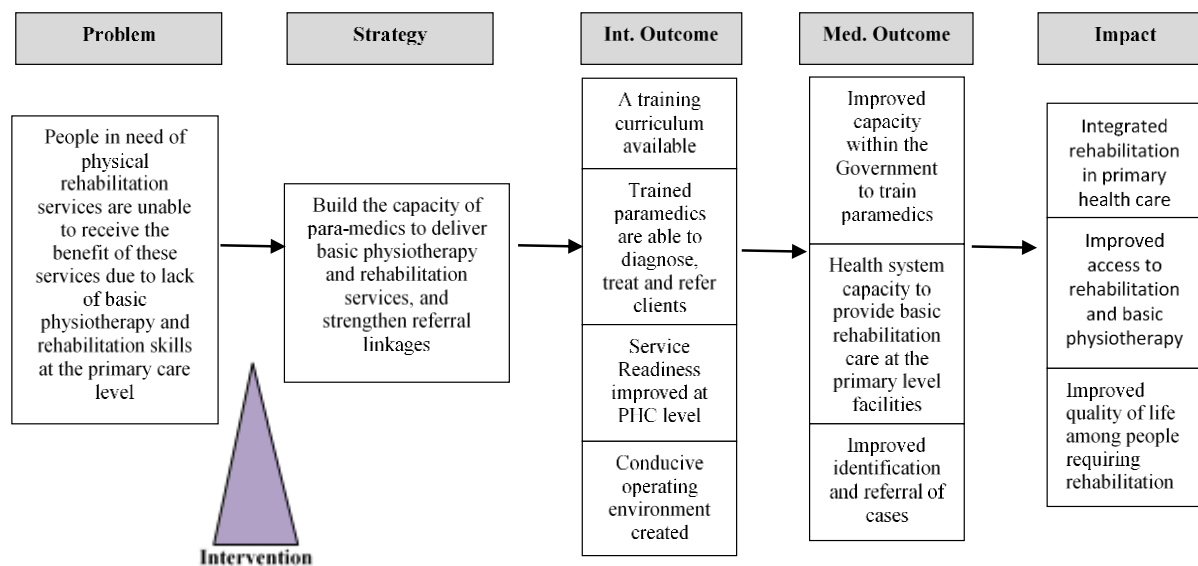 Problem
Strategy
Int. Outcome
Med. Outcome
Impact
People in need of
physical
rehabilitation
services are unable
to receive the
benefit of these
services due to lack
of basic
physiotherapy and
rehabilitation skills
at the primary care
level
Build the capacity of
para-medics to deliver
basic physiotherapy
and rehabilitation
services, and
strengthen referral
linkages
A training
curriculum
available
Trained
paramedics
are able to
diagnose,
treat and refer
clients
Service
Readiness
improved at
PHC level
Conducive
operating
environment
created
Improved
capacity
within the
Government
to train
paramedics
Health system
capacity to
provide basic
rehabilitation
care at the
primary level
facilities
Improved
identification
and referral of
cases
Integrated
rehabilitation
in primary
health care
Improved
access to
rehabilitation
and basic
physiotherapy
Improved
quality of life
among people
requiring
rehabilitation
Intervention